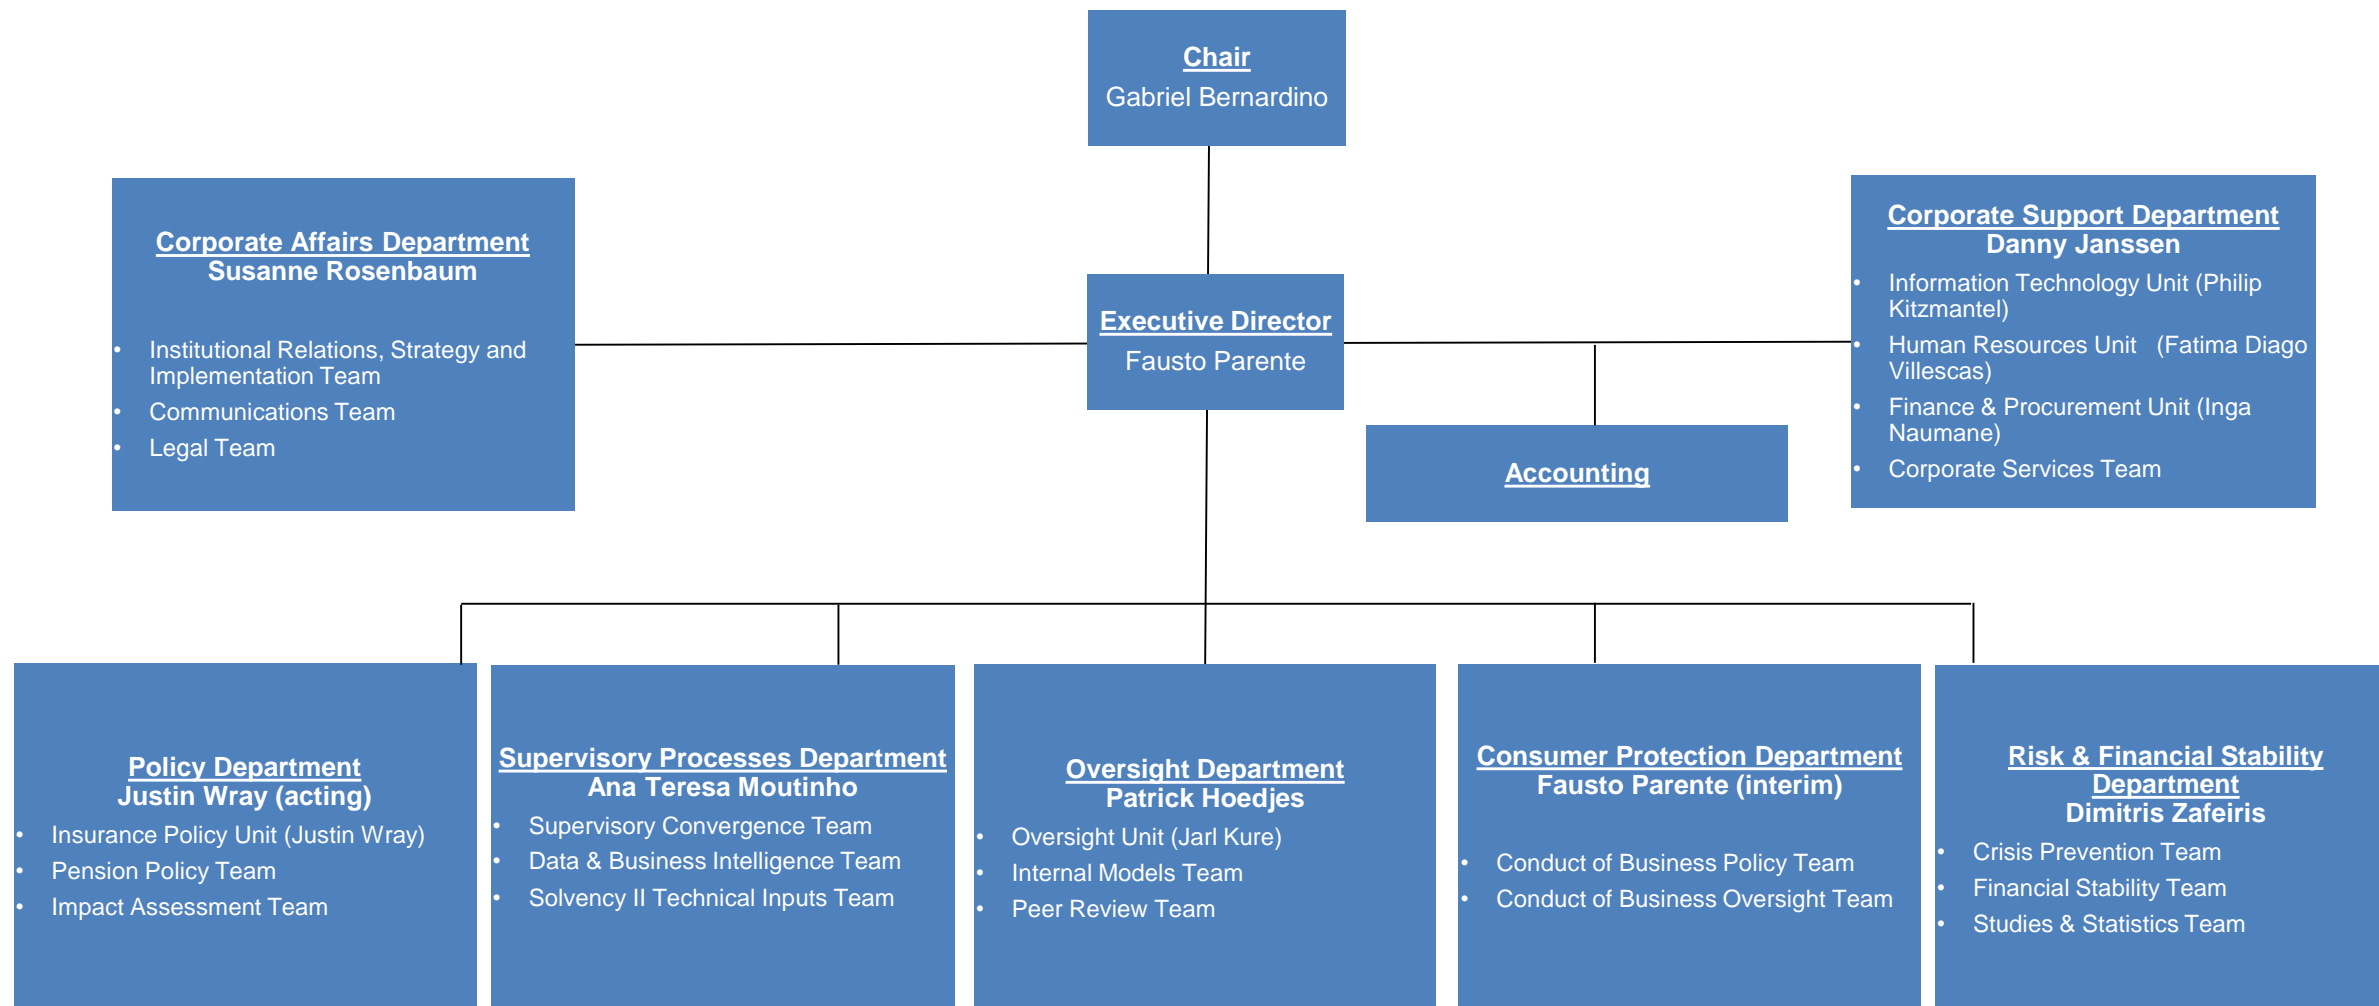 Chair
Gabriel Bernardino
Corporate Affairs Department
Susanne Rosenbaum
• Institutional Relations, Strategy and
Implementation Team
• Communications Team
• Legal Team
Executive Director
Fausto Parente
Corporate Support Department
Danny Janssen
• Information Technology Unit (Philip
Kitzmantel)
• Human Resources Unit (Fatima Diago
Villescas)
• Finance & Procurement Unit (Inga
Naumane)
• Corporate Services Team
Accounting
Policy Department
Justin Wray (acting)
• Insurance Policy Unit (Justin Wray)
• Pension Policy Team
• Impact Assessment Team
Supervisory Processes Department
Ana Teresa Moutinho
• Supervisory Convergence Team
• Data & Business Intelligence Team
• Solvency II Technical Inputs Team
Oversight Department
Patrick Hoedjes
• Oversight Unit (Jarl Kure)
• Internal Models Team
• Peer Review Team
Consumer Protection Department
Fausto Parente (interim)
• Conduct of Business Policy Team
• Conduct of Business Oversight Team
Risk & Financial Stability
Department
Dimitris Zafeiris
• Crisis Prevention Team
• Financial Stability Team
• Studies & Statistics Team